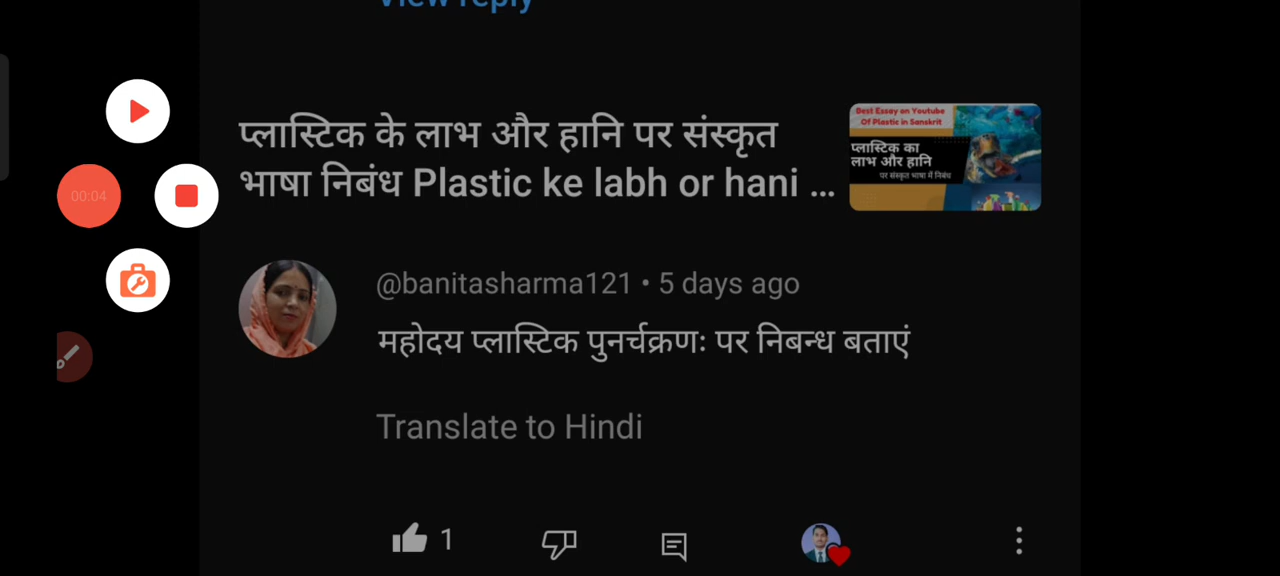 View reply
00:04
प्लास्टिक के लाभ और हानि पर संस्कृत
भाषा निबंध Plastic ke labh or hani ...
Best Essay on Youtube
Of Plastic in Sanskrit
प्लास्टिक का
लाभ और हानि
पर संस्कृत भाषा में निबंध
@banitasharma121 • 5 days ago
महोदय प्लास्टिक पुनर्चक्रणः पर निबन्ध बताएं
Translate to Hindi
1